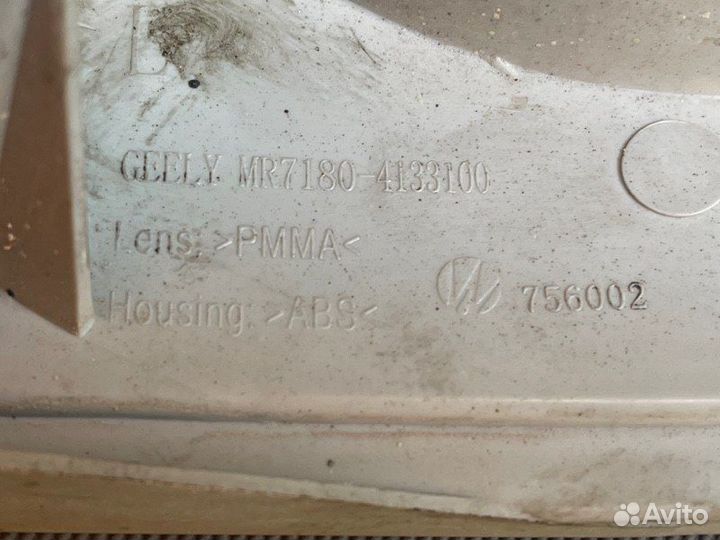 L
GEELY MR7180-4133100
Lens: >PMMA<
Housing: >ABS<
756002
Avito